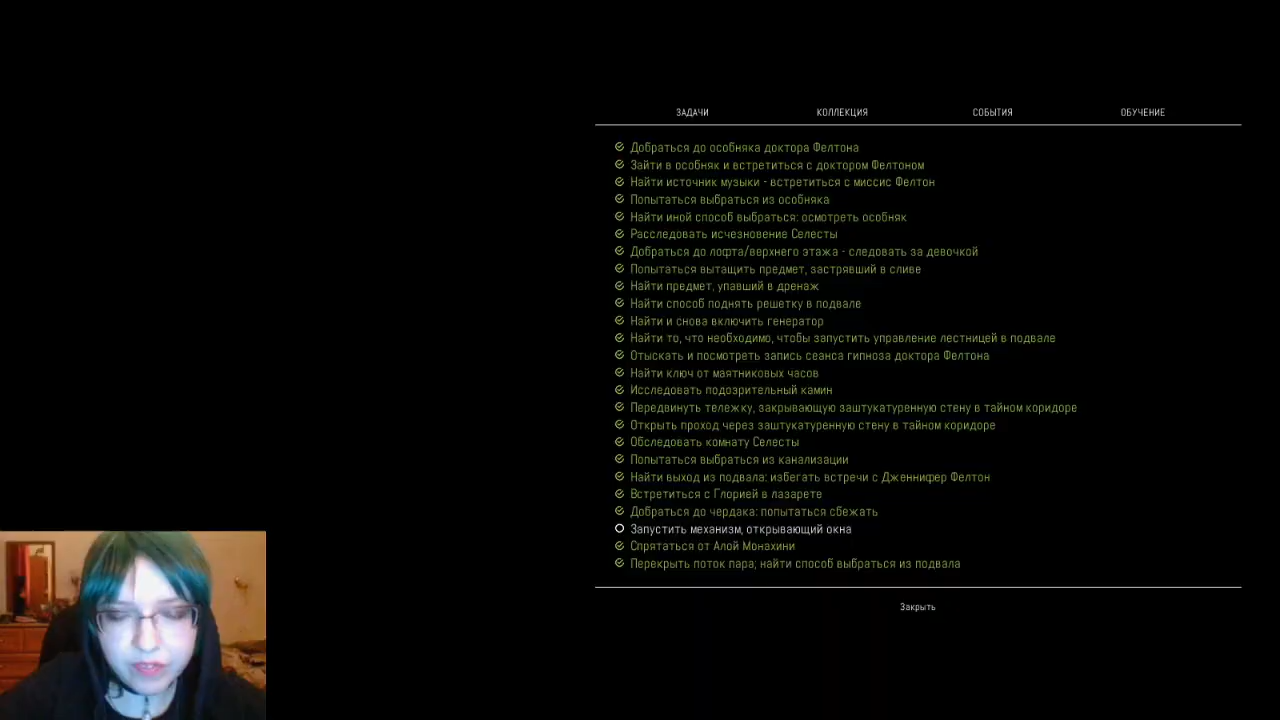 ЗАДАЧИ КОЛЛЕКЦИЯ СОБЫТИЯ ОБУЧЕНИЕ
Добраться до особняка доктора Фелтона
Зайти в особняк и встретиться с доктором Фелтоном
Найти источник музыки - встретиться с миссис Фелтон
Попытаться выбраться из особняка
Найти иной способ выбраться: осмотреть особняк
Расследовать исчезновение Селесты
Добраться до лофта/верхнего этажа - следовать за девочкой
Попытаться вытащить предмет, застрявший в сливе
Найти предмет, упавший в дренаж
Найти способ поднять решетку в подвале
Найти и снова включить генератор
Найти то, что необходимо, чтобы запустить управление лестницей в подвале
Отыскать и посмотреть запись сеанса гипноза доктора Фелтона
Найти ключ от маятниковых часов
Исследовать подозрительный камин
Передвинуть тележку, закрывающую заштукатуренную стену в тайном коридоре
Открыть проход через заштукатуренную стену в тайном коридоре
Обследовать комнату Селесты
Попытаться выбраться из канализации
Найти выход из подвала: избегать встречи с Дженнифер Фелтон
Встретиться с Глорией в лазарете
Добраться до чердака: попытаться сбежать
Запустить механизм, открывающий окна
Спрятаться от Алой Монахини
Перекрыть поток пара; найти способ выбраться из подвала
Закрыть